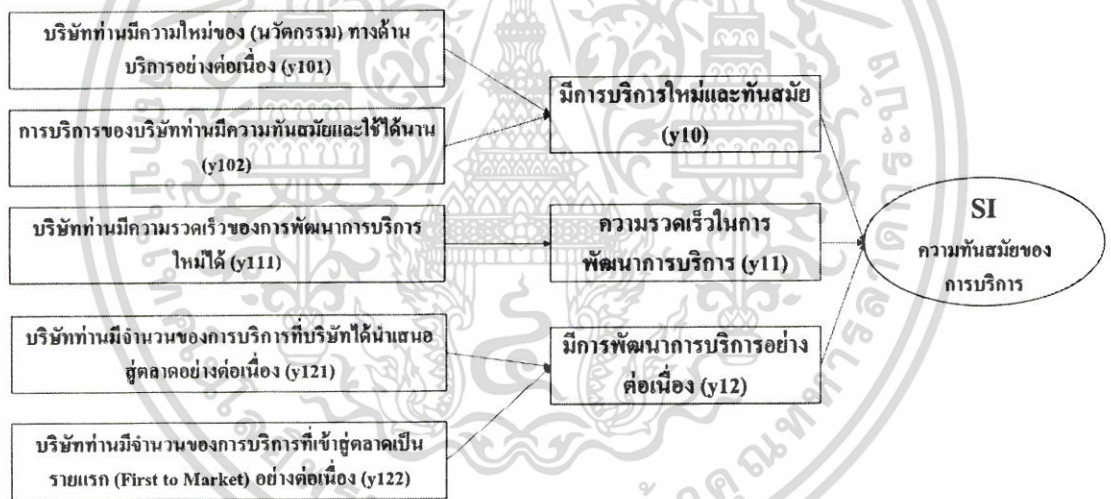 บริษัทท่านมีความใหม่ของ (นวัตกรรม) ทางด้าน
บริการอย่างต่อเนื่อง (y101)
การบริการของบริษัทท่านมีความทันสมัยและใช้ได้นาน
(y102)
บริษัทท่านมีความรวดเร็วของการพัฒนาการบริการ
ใหม่ได้ (y111)
บริษัทท่านมีจำนวนของการบริการที่บริษัทได้นำเสนอ
สู่ตลาดอย่างต่อเนื่อง (y121)
บริษัทท่านมีจำนวนของการบริการที่เข้าสู่ตลาดเป็น
รายแรก (First to Market) อย่างต่อเนื่อง (y122)
มีการบริการใหม่และทันสมัย
(y10)
ความรวดเร็วในการ
พัฒนาการบริการ (y11)
มีการพัฒนาการบริการอย่าง
ต่อเนื่อง (y12)
SI
ความทันสมัยของ
การบริการ